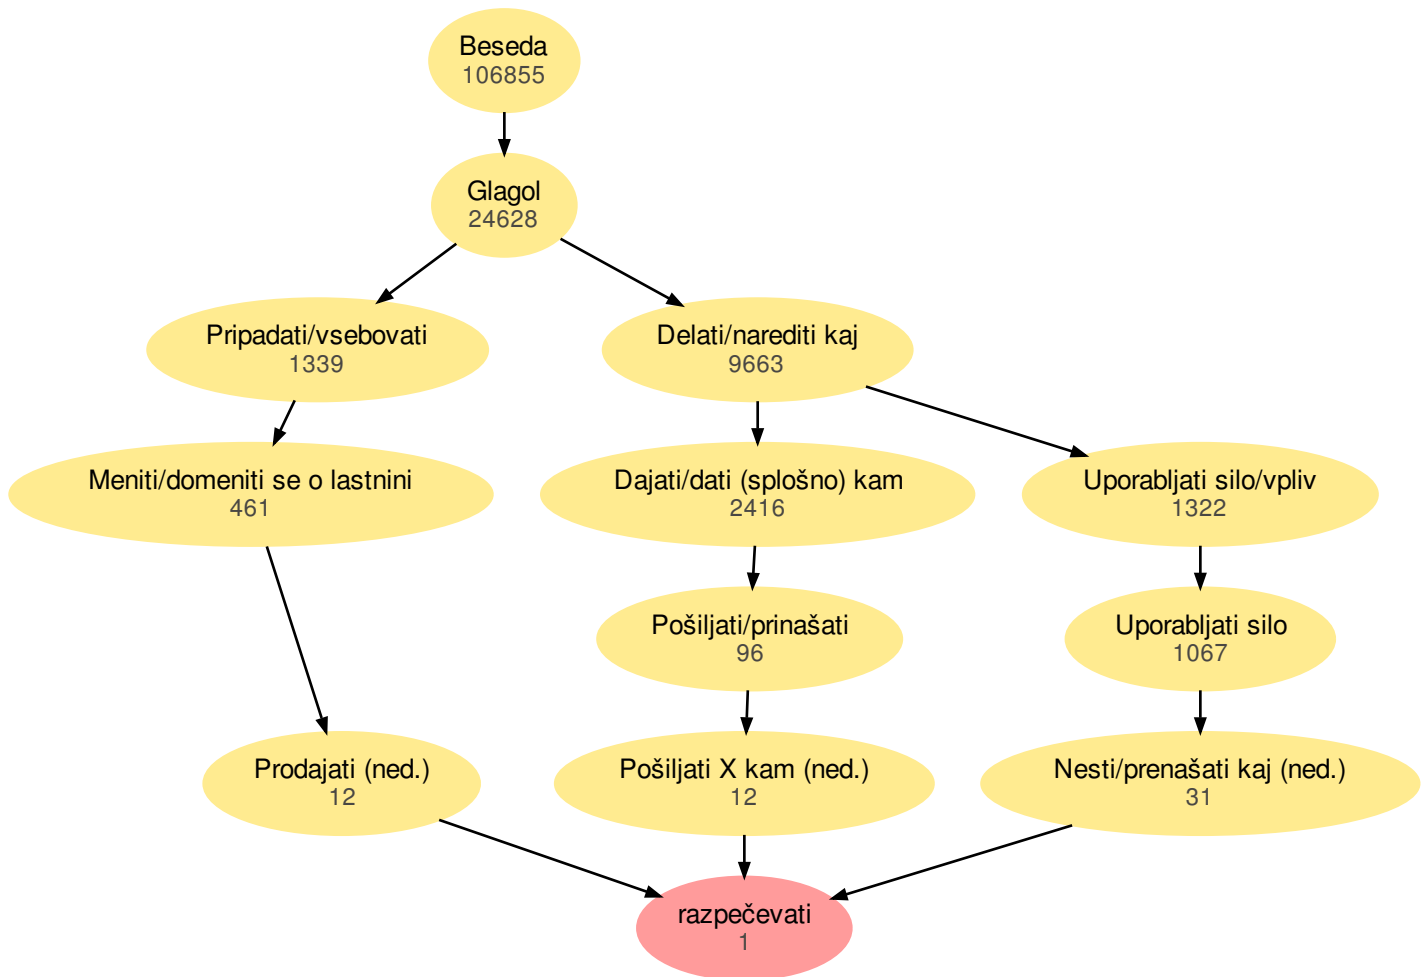 Beseda
106855
Glagol
24628
Pripadati/vsebovati
1339
Delati/narediti kaj
9663
Meniti/domeniti se o lastnini
461
Dajati/dati (splošno) kam
2416
Uporabljati silo/vpliv
1322
Pošiljati/prinašati
96
Uporabljati silo
1067
Prodajati (ned.)
12
Pošiljati X kam (ned.)
12
Nesti/prenašati kaj (ned.)
31
razpečevati
1